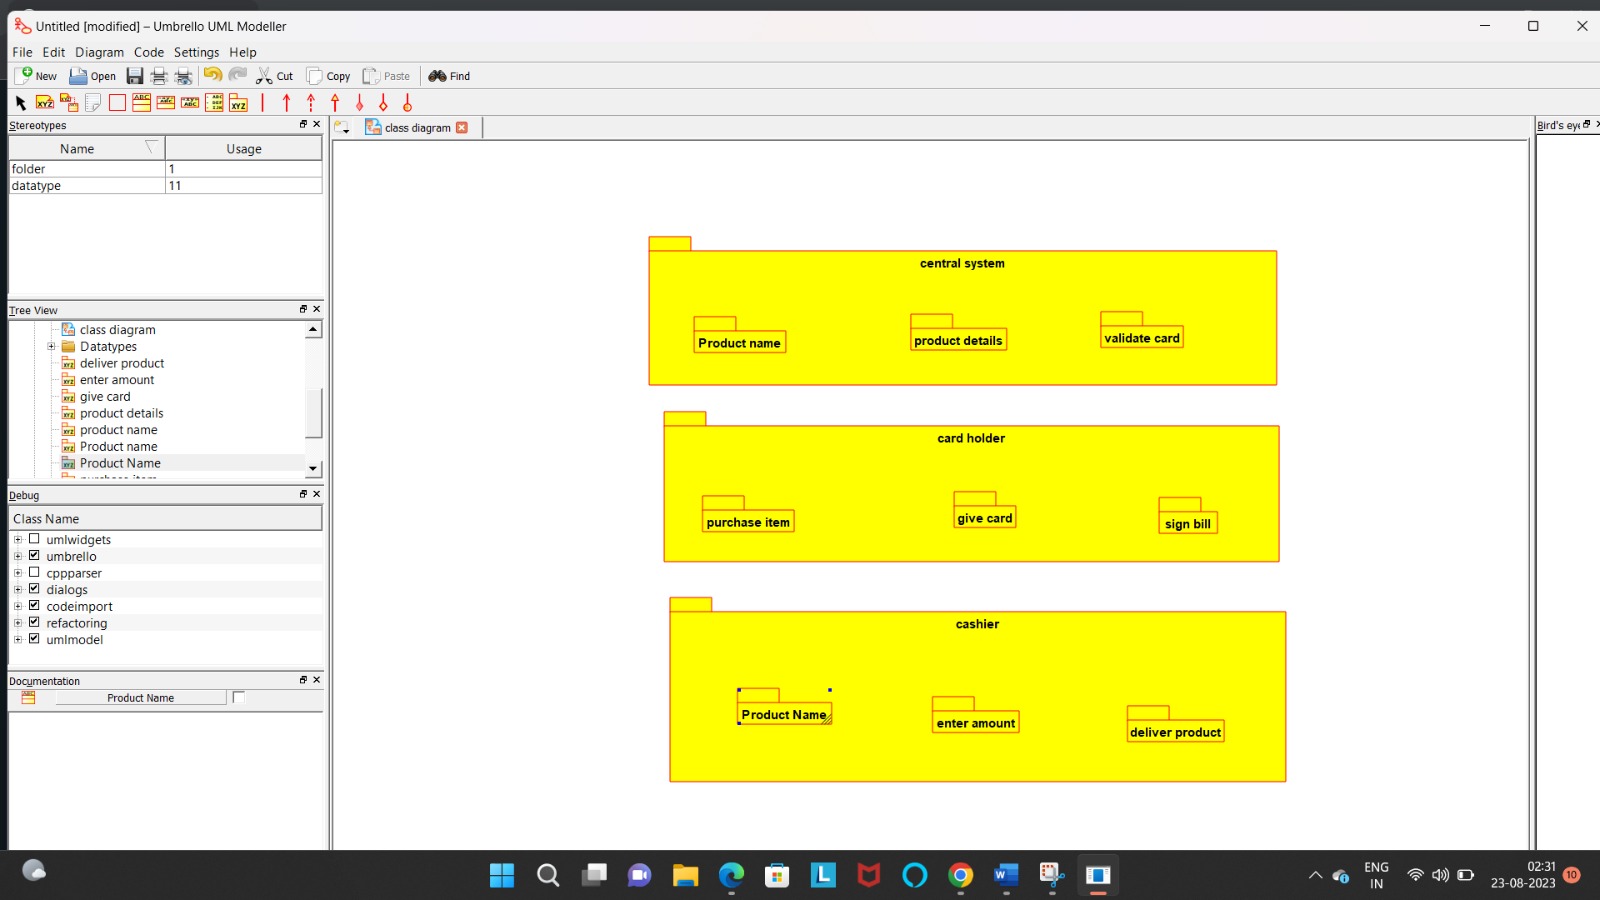 Untitled [modified] – Umbrello UML Modeller
File Edit Diagram Code Settings Help
New Open Cut Copy Paste Find
Stereotypes
Name Usage
folder 1
datatype 11
Tree View
class diagram
Datatypes
deliver product
enter amount
give card
product details
product name
Product name
Product Name
purchase item
Debug
Class Name
umlwidgets
umbrello
cppparser
dialogs
codeimport
refactoring
umlmodel
Documentation
Product Name
class diagram
Bird's eye
central system
Product name product details validate card
card holder
purchase item give card sign bill
cashier
Product Name enter amount deliver product
ENG
IN
02:31
23-08-2023
10